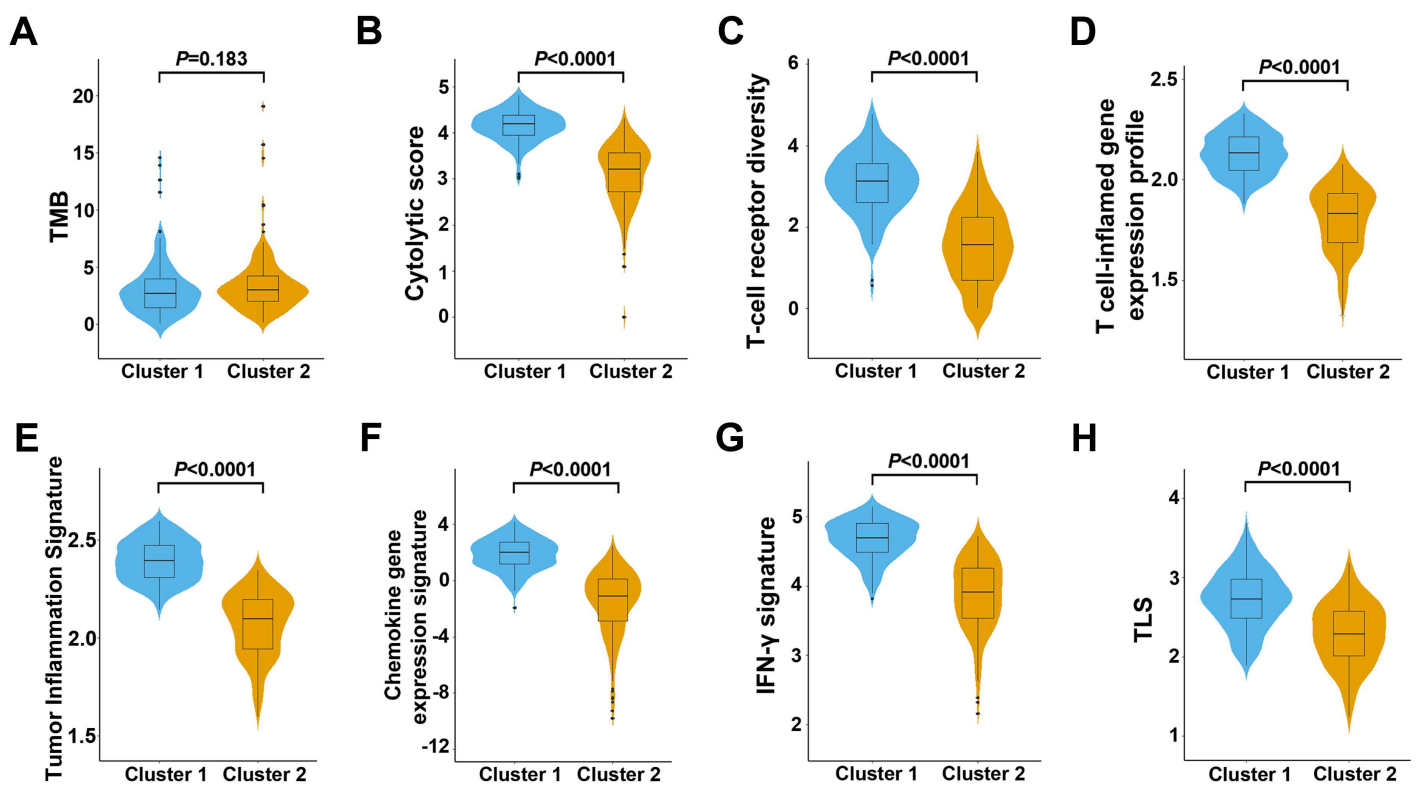 A
P=0.183
TMB
20
15
10
5
0
Cluster 1
Cluster 2
B
P<0.0001
Cytolytic score
5
4
3
2
1
0
Cluster 1
Cluster 2
C
P<0.0001
T-cell receptor diversity
6
4
2
0
Cluster 1
Cluster 2
D
P<0.0001
T cell-inflamed gene
expression profile
2.5
2.0
1.5
Cluster 1
Cluster 2
E
P<0.0001
Tumor Inflammation Signature
2.5
2.0
1.5
Cluster 1
Cluster 2
F
P<0.0001
Chemokine gene
expression signature
4
0
-4
-8
-12
Cluster 1
Cluster 2
G
P<0.0001
IFN-γ signature
5
4
3
2
Cluster 1
Cluster 2
H
P<0.0001
TLS
4
3
2
1
Cluster 1
Cluster 2